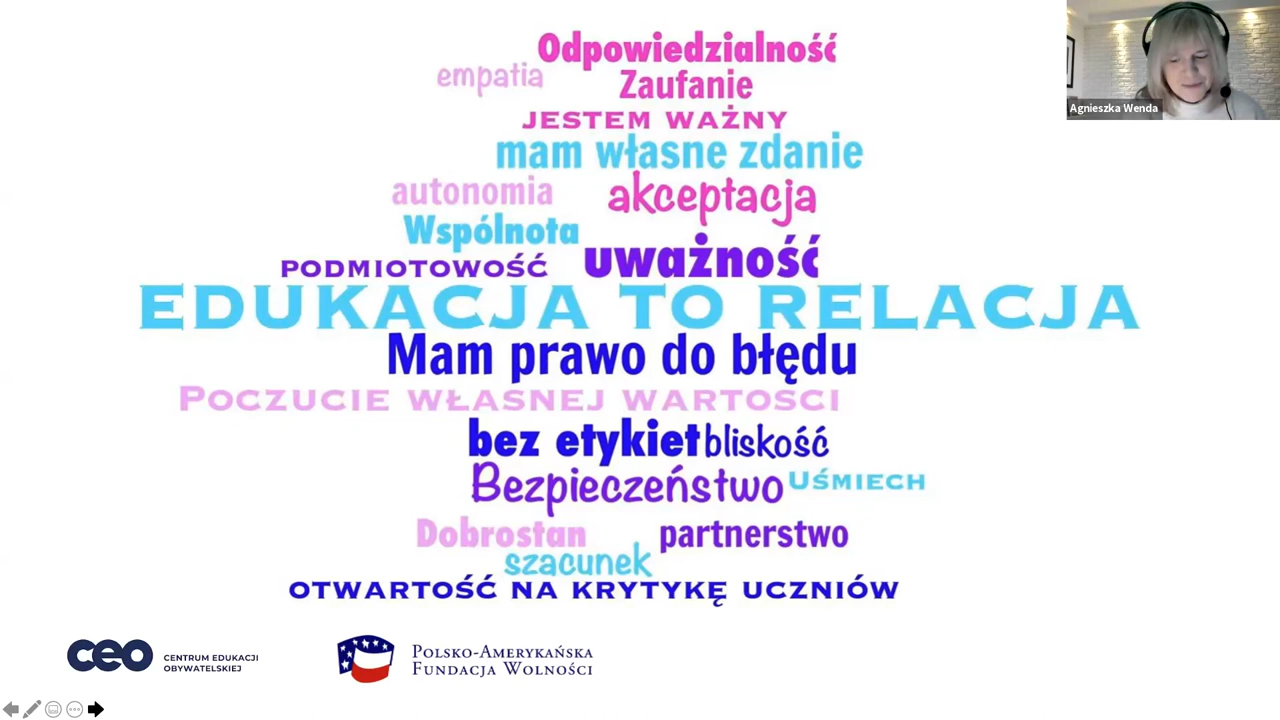 Odpowiedzialność
empatia
Zaufanie
JESTEM WAŻNY
mam własne zdanie
autonomia
akceptacja
Wspólnota
uważność
PODMIOTOWOŚĆ
EDUKACJA TO RELACJA
Mam prawo do błędu
POCZUCIE WŁASNEJ WARTOSCI
bez etykiet
bliskość
Bezpieczeństwo
UŚMIECH
Dobrostan
partnerstwo
szacunek
OTWARTOŚĆ NA KRYTYKĘ UCZNIÓW
ceo
CENTRUM EDUKACJI
OBYWATELSKIEJ
POLSKO-AMERYKAŃSKA
FUNDACJA WOLNOŚCI
Agnieszka Wenda